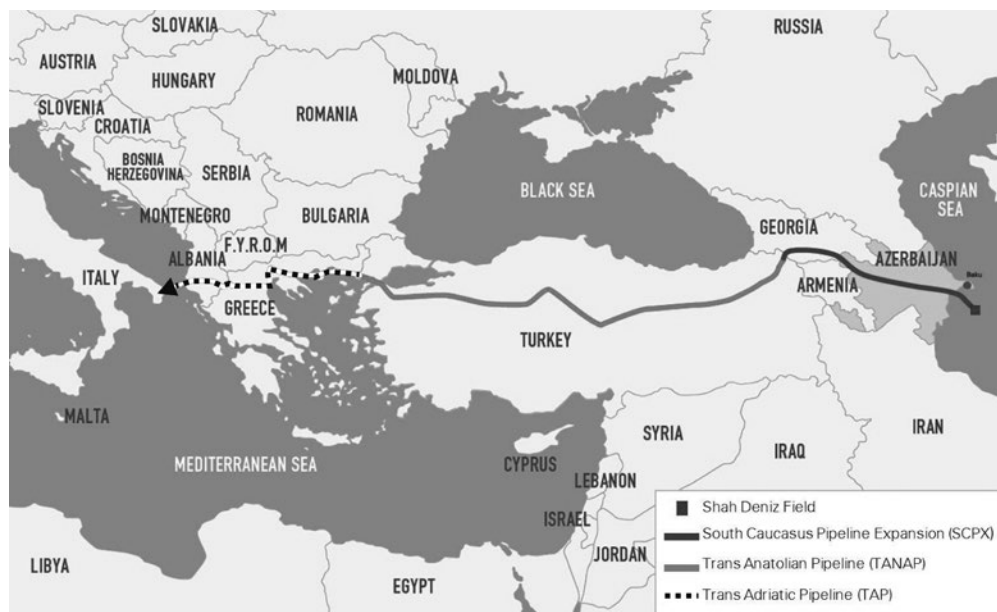 SLOVAKIA
RUSSIA
AUSTRIA
HUNGARY
MOLDOVA
SLOVENIA
CROATIA
ROMANIA
BOSNIA
HERZEGOVINA
SERBIA
BLACK SEA
CASPIAN
SEA
MONTENEGRO
BULGARIA
GEORGIA
F.Y.R.O.M
ALBANIA
AZERBAIJAN
ITALY
Baku
ARMENIA
GREECE
TURKEY
MALTA
SYRIA
IRAQ
IRAN
MEDITERRANEAN SEA
CYPRUS
LEBANON
ISRAEL
JORDAN
LIBYA
EGYPT
Shah Deniz Field
South Caucasus Pipeline Expansion (SCPX)
Trans Anatolian Pipeline (TANAP)
Trans Adriatic Pipeline (TAP)